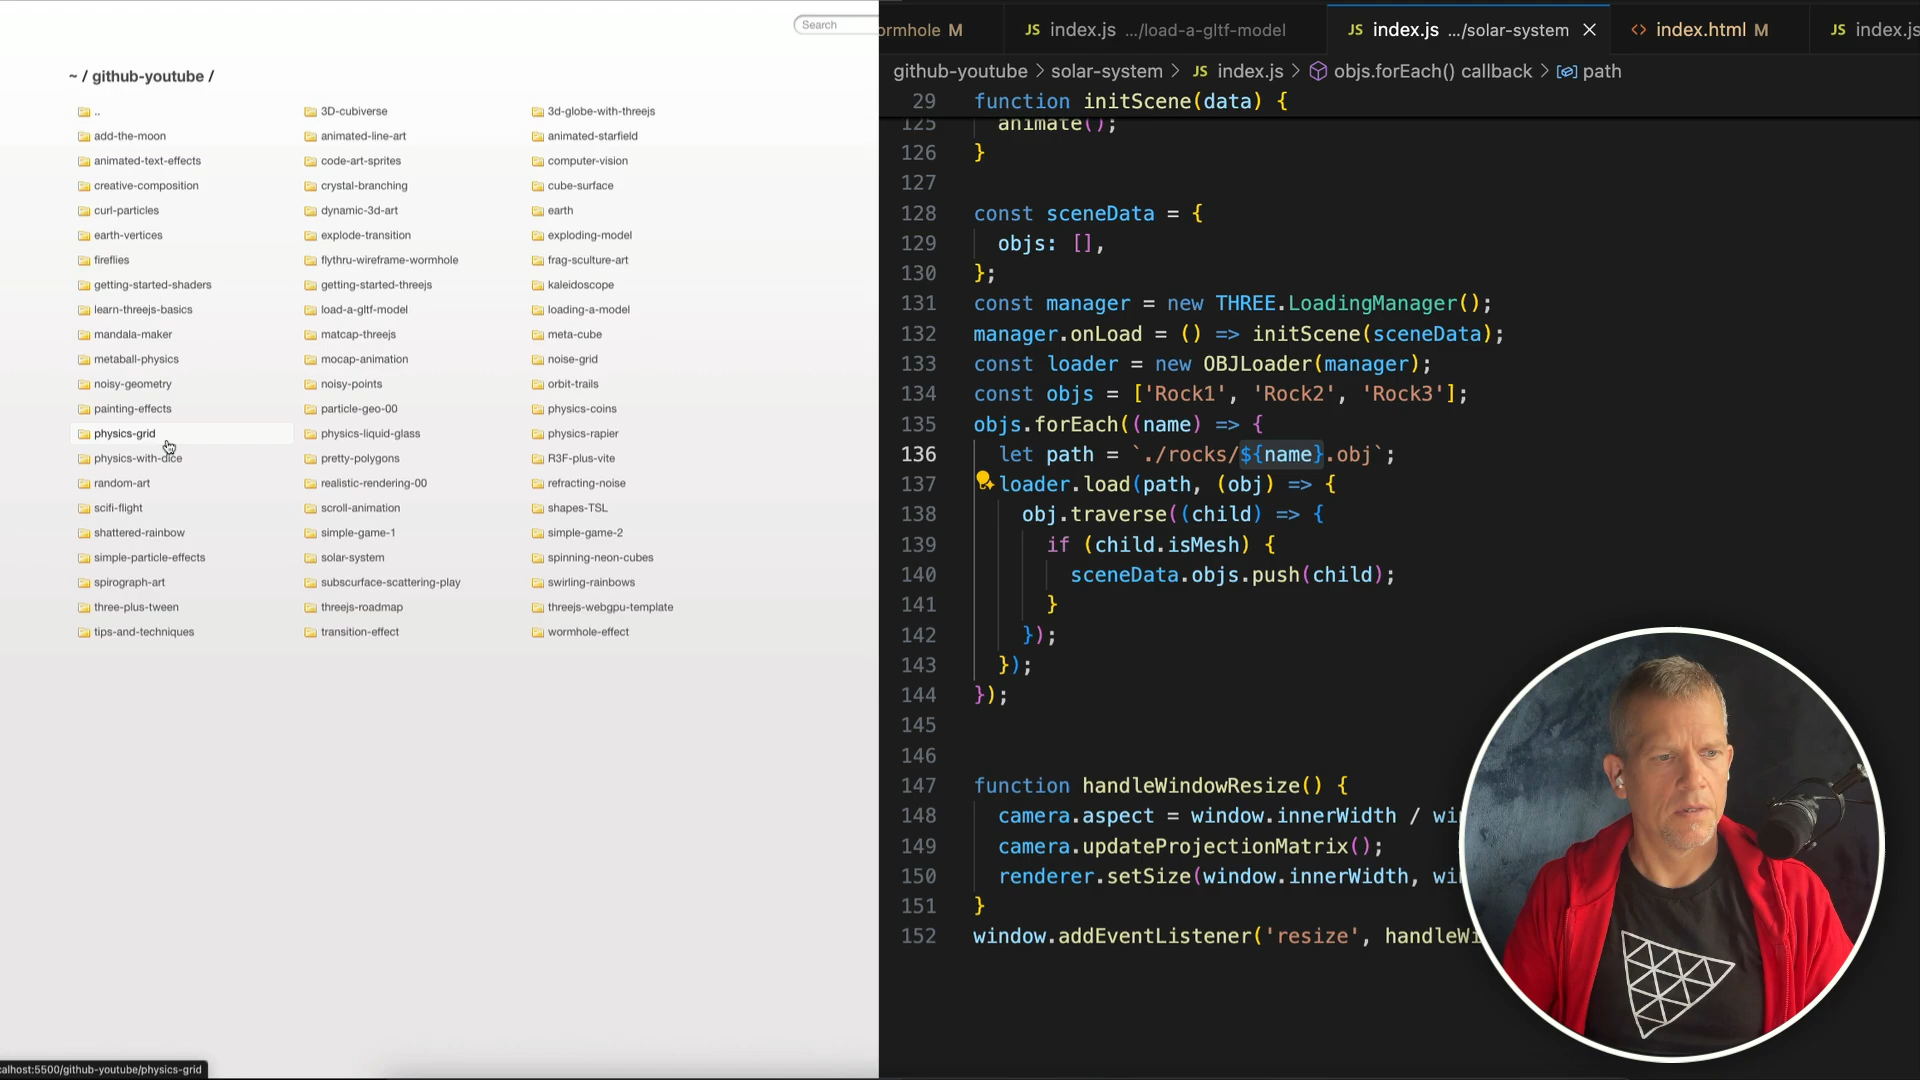 Search
~ / github-youtube /
.. 3D-cubiverse 3d-globe-with-threejs
add-the-moon animated-line-art animated-starfield
animated-text-effects code-art-sprites computer-vision
creative-composition crystal-branching cube-surface
curl-particles dynamic-3d-art earth
earth-vertices explode-transition exploding-model
fireflies flythru-wireframe-wormhole frag-sculture-art
getting-started-shaders getting-started-threejs kaleidoscope
learn-threejs-basics load-a-gltf-model loading-a-model
mandala-maker matcap-threejs meta-cube
metaball-physics mocap-animation noise-grid
noisy-geometry noisy-points orbit-trails
painting-effects particle-geo-00 physics-coins
physics-grid physics-liquid-glass physics-rapier
physics-with-dice pretty-polygons R3F-plus-vite
random-art realistic-rendering-00 refracting-noise
scifi-flight scroll-animation shapes-TSL
shattered-rainbow simple-game-1 simple-game-2
simple-particle-effects solar-system spinning-neon-cubes
spirograph-art subscurface-scattering-play swirling-rainbows
three-plus-tween threejs-roadmap threejs-webgpu-template
tips-and-techniques transition-effect wormhole-effect
calhost:5500/github-youtube/physics-grid
ormhole M JS index.js .../load-a-gltf-model JS index.js .../solar-system × <> index.html M JS index.js
github-youtube > solar-system > JS index.js > objs.forEach() callback > path
29 function initScene(data) {
125 animate();
126 }
127
128 const sceneData = {
129 objs: [],
130 };
131 const manager = new THREE.LoadingManager();
132 manager.onLoad = () => initScene(sceneData);
133 const loader = new OBJLoader(manager);
134 const objs = ['Rock1', 'Rock2', 'Rock3'];
135 objs.forEach((name) => {
136 let path = `./rocks/${name}.obj`;
137 loader.load(path, (obj) => {
138 obj.traverse((child) => {
139 if (child.isMesh) {
140 sceneData.objs.push(child);
141 }
142 });
143 });
144 });
145
146
147 function handleWindowResize() {
148 camera.aspect = window.innerWidth / wi
149 camera.updateProjectionMatrix();
150 renderer.setSize(window.innerWidth, wi
151 }
152 window.addEventListener('resize', handleWi